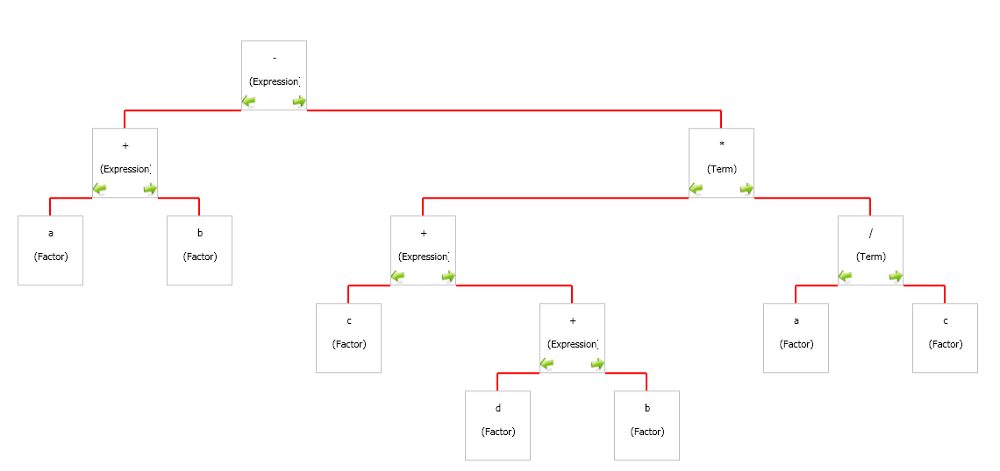 -
(Expression)
+
(Expression)
*
(Term)
a
(Factor)
b
(Factor)
+
(Expression)
/
(Term)
c
(Factor)
+
(Expression)
a
(Factor)
c
(Factor)
d
(Factor)
b
(Factor)